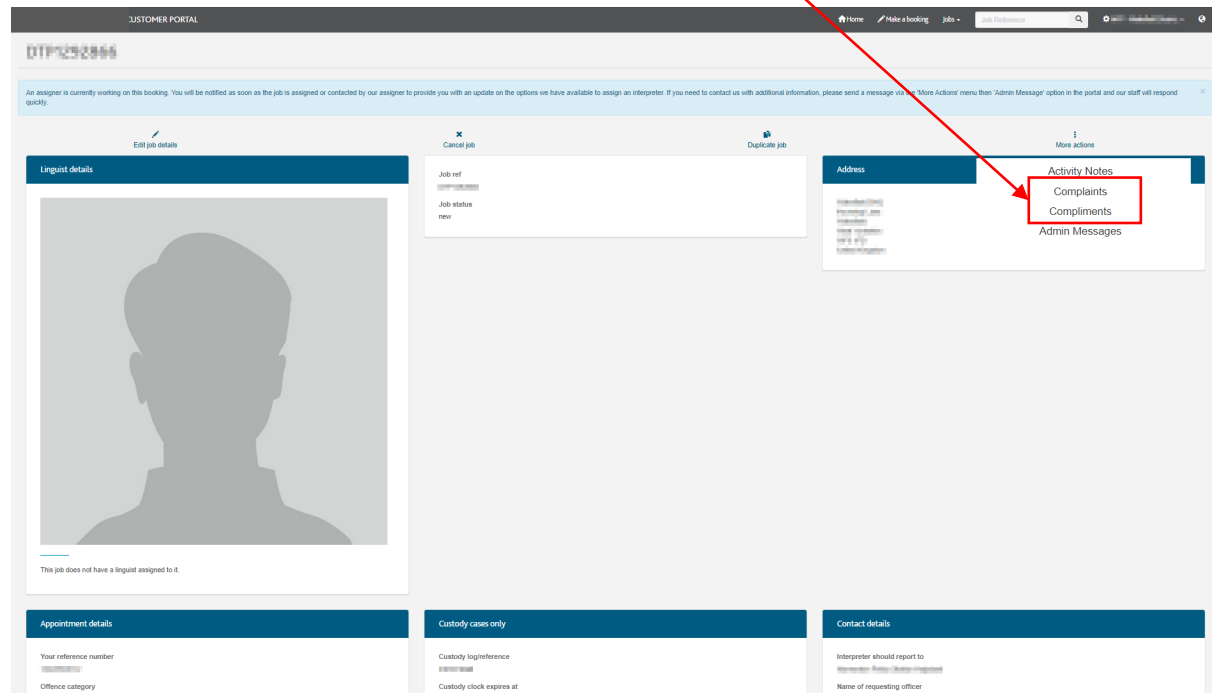 CUSTOMER PORTAL
Home Make a booking Jobs Job Reference
An assigner is currently working on this booking. You will be notified as soon as the job is assigned or contacted by our assigner to provide you with an update on the options we have available to assign an interpreter. If you need to contact us with additional information, please send a message via the 'More Actions' menu then 'Admin Message' option in the portal and our staff will respond
quickly.
Edit job details
Cancel job
Duplicate job
More actions
Linguist details
This job does not have a linguist assigned to it.
Job ref
Job status
new
Address
Activity Notes
Complaints
Compliments
Admin Messages
Appointment details
Your reference number
Offence category
Custody cases only
Custody log/reference
Custody clock expires at
Contact details
Interpreter should report to
Name of requesting officer